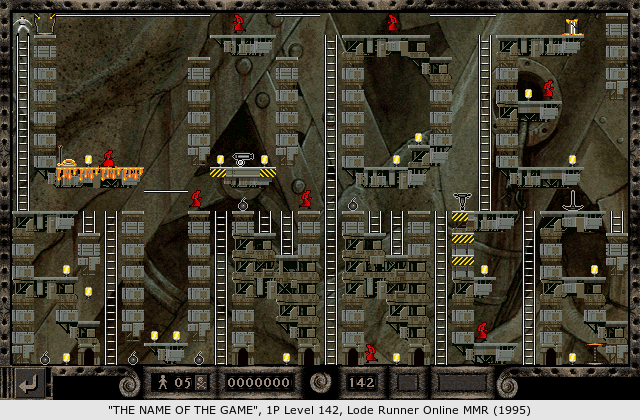 05 0000000 142
"THE NAME OF THE GAME", 1P Level 142, Lode Runner Online MMR (1995)